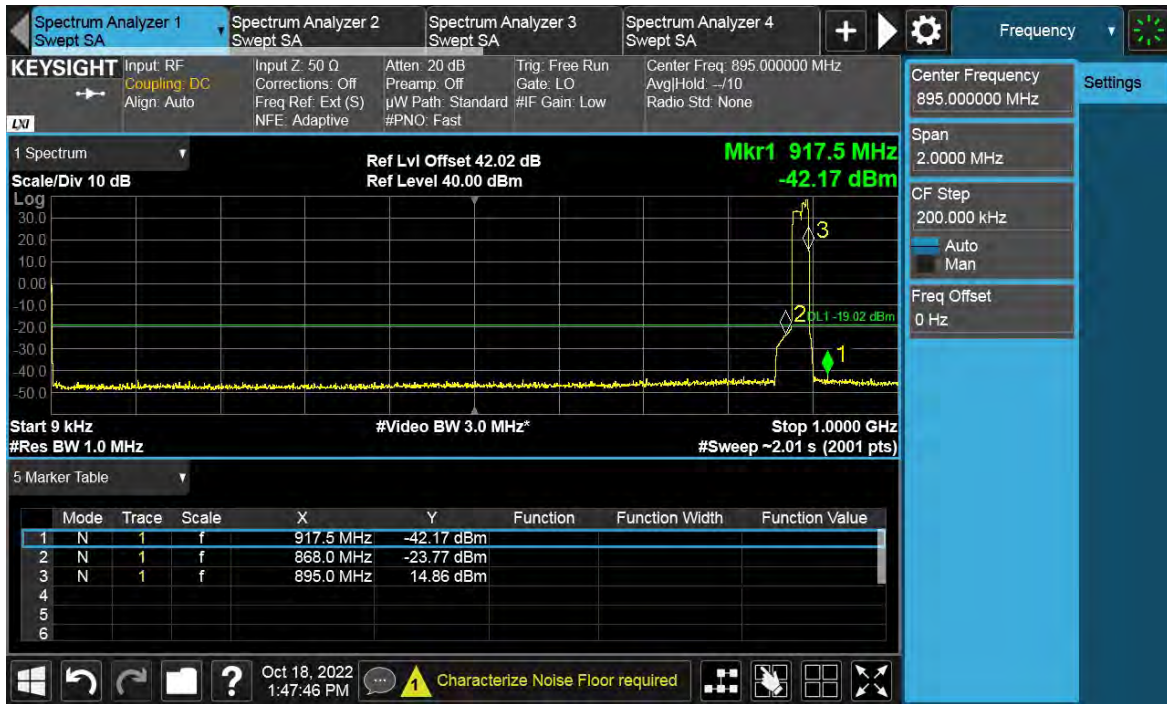 Spectrum Analyzer 1
Swept SA
Spectrum Analyzer 2
Swept SA
Spectrum Analyzer 3
Swept SA
Spectrum Analyzer 4
Swept SA
+
Frequency
KEYSIGHT
LXI
Input: RF
Coupling: DC
Align: Auto
Input Z: 50 Ω
Corrections: Off
Freq Ref: Ext (S)
NFE: Adaptive
Atten: 20 dB
Preamp: Off
µW Path: Standard
#PNO: Fast
Trig: Free Run
Gate: LO
#IF Gain: Low
Center Freq: 895.000000 MHz
Avg|Hold: --/10
Radio Std: None
1 Spectrum
Scale/Div 10 dB
Ref Lvl Offset 42.02 dB
Ref Level 40.00 dBm
Mkr1 917.5 MHz
-42.17 dBm
Log
30.0
20.0
10.0
0.00
-10.0
-20.0
-30.0
-40.0
-50.0
3
2
DL1 -19.02 dBm
1
Start 9 kHz
#Video BW 3.0 MHz*
Stop 1.0000 GHz
#Res BW 1.0 MHz
#Sweep ~2.01 s (2001 pts)
5 Marker Table
Mode Trace Scale X Y Function Function Width Function Value
1 N 1 f 917.5 MHz -42.17 dBm
2 N 1 f 868.0 MHz -23.77 dBm
3 N 1 f 895.0 MHz 14.86 dBm
4
5
6
?
Oct 18, 2022
1:47:46 PM
1
Characterize Noise Floor required
Center Frequency
895.000000 MHz
Span
2.0000 MHz
CF Step
200.000 kHz
Auto
Man
Freq Offset
0 Hz
Settings